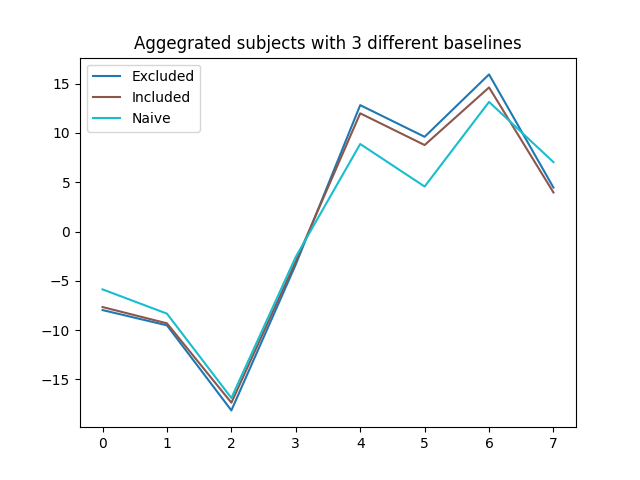 Aggegrated subjects with 3 different baselines
Excluded
Included
Naive
15
10
5
0
−5
−10
−15
0 1 2 3 4 5 6 7